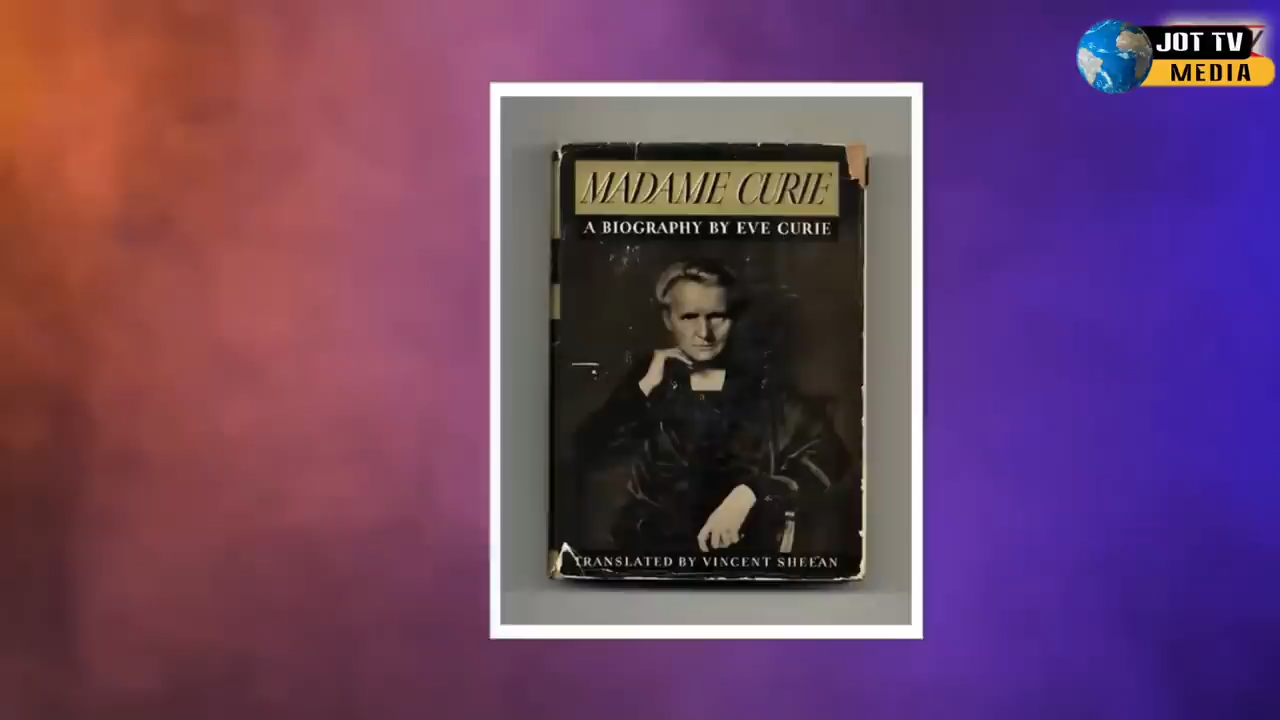 JOT TV
MEDIA
MADAME CURIE
A BIOGRAPHY BY EVE CURIE
TRANSLATED BY VINCENT SHEEAN